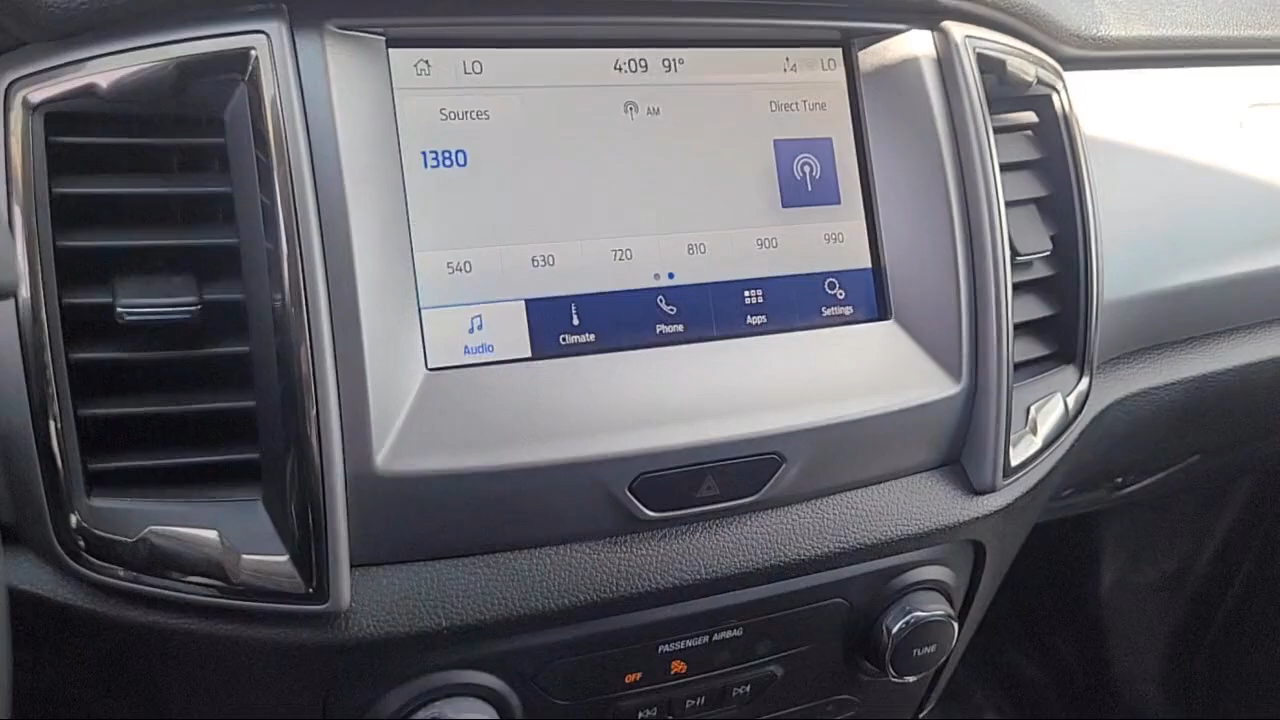 LO 4:09 91° LO
Sources AM Direct Tune
1380
540 630 720 810 900 990
Audio Climate Phone Apps Settings
PASSENGER AIRBAG
OFF
TUNE